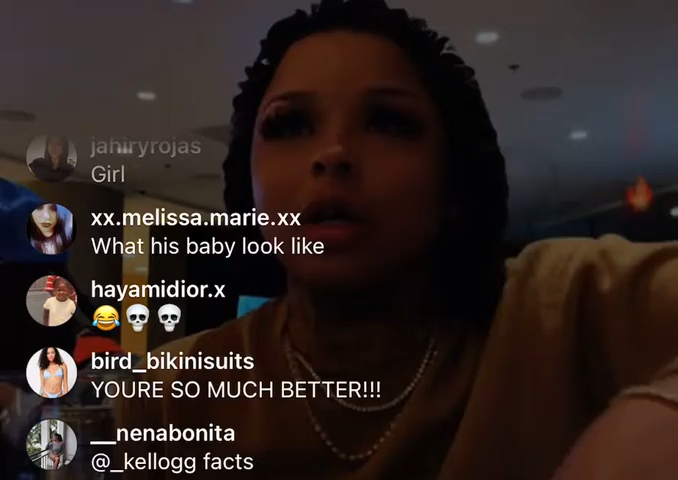 jahiryrojas
Girl
xx.melissa.marie.xx
What his baby look like
hayamidior.x
😂💀💀
bird_bikinisuits
YOURE SO MUCH BETTER!!!
__nenabonita
@_kellogg facts